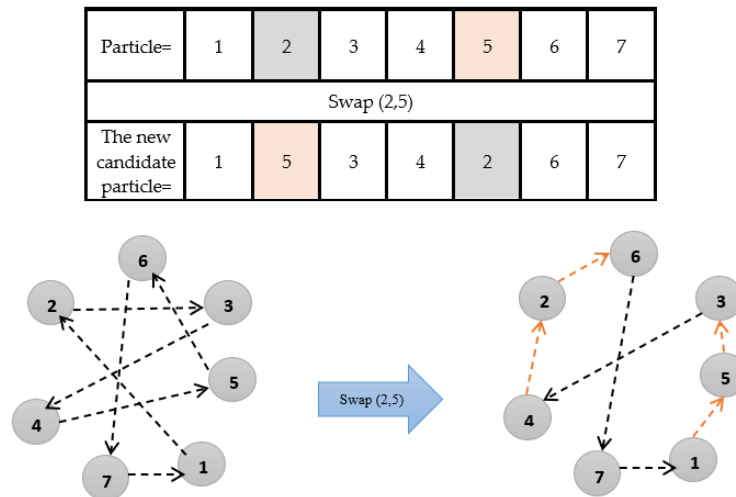 Particle= 1 2 3 4 5 6 7
Swap (2,5)
The new
candidate
particle= 1 5 3 4 2 6 7
6
2 3
5
4
7 1
Swap (2,5)
6
2 3
5
4
7 1